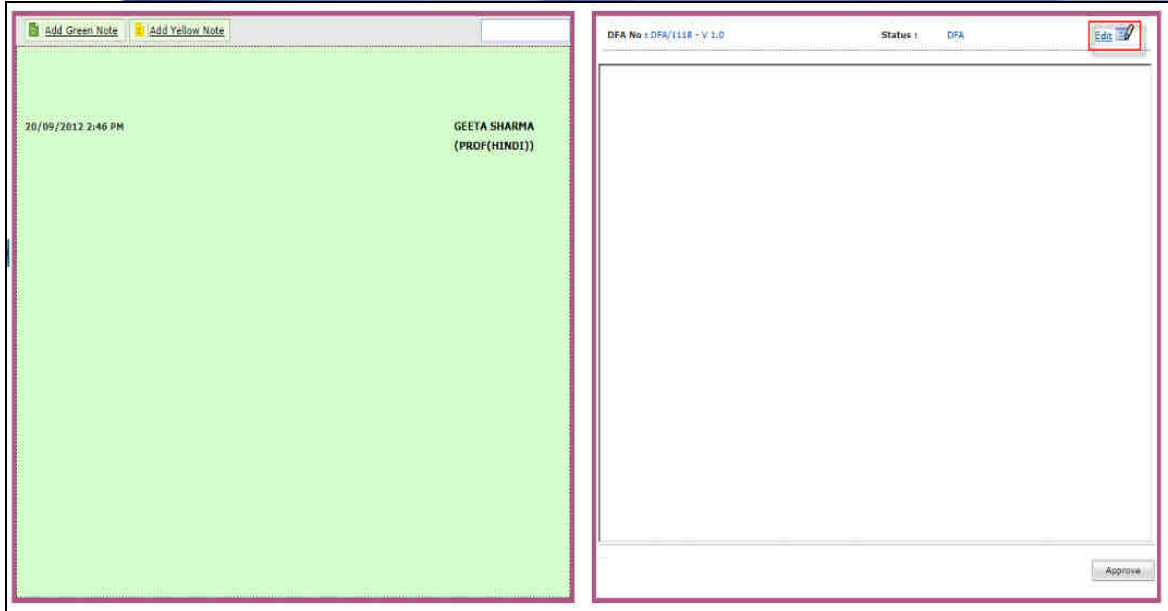 Add Green Note Add Yellow Note
20/09/2012 2:46 PM GEETA SHARMA
(PROF(HINDI))
DFA No : DFA/1118 - V 1.0 Status : DFA Edit
Approve